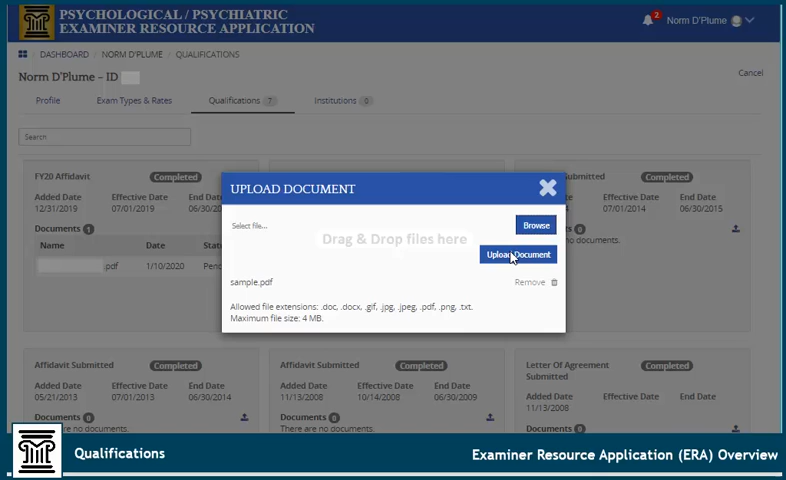 PSYCHOLOGICAL / PSYCHIATRIC
EXAMINER RESOURCE APPLICATION
2
Norm D'Plume
DASHBOARD / NORM D'PLUME / QUALIFICATIONS
Norm D'Plume – ID
Cancel
Profile
Exam Types & Rates
Qualifications 7
Institutions 0
Search
FY20 Affidavit
Completed
Added Date Effective Date End Date
12/31/2019 07/01/2019 06/30/20
Documents 1
Name Date Stat
.pdf 1/10/2020 Pend
Submitted
Completed
Effective Date End Date
07/01/2014 06/30/2015
no documents.
UPLOAD DOCUMENT
Select file...
Browse
Drag & Drop files here
Upload Document
sample.pdf
Remove
Allowed file extensions: .doc, .docx, .gif, .jpg, .jpeg, .pdf, .png, .txt.
Maximum file size: 4 MB.
Affidavit Submitted
Completed
Added Date Effective Date End Date
05/21/2013 07/01/2013 06/30/2014
Documents 0
There are no documents.
Affidavit Submitted
Completed
Added Date Effective Date End Date
11/13/2008 10/14/2008 06/30/2009
Documents 0
There are no documents.
Letter Of Agreement
Submitted
Completed
Added Date Effective Date End Date
11/13/2008
Documents 0
There are no documents.
Qualifications
Examiner Resource Application (ERA) Overview